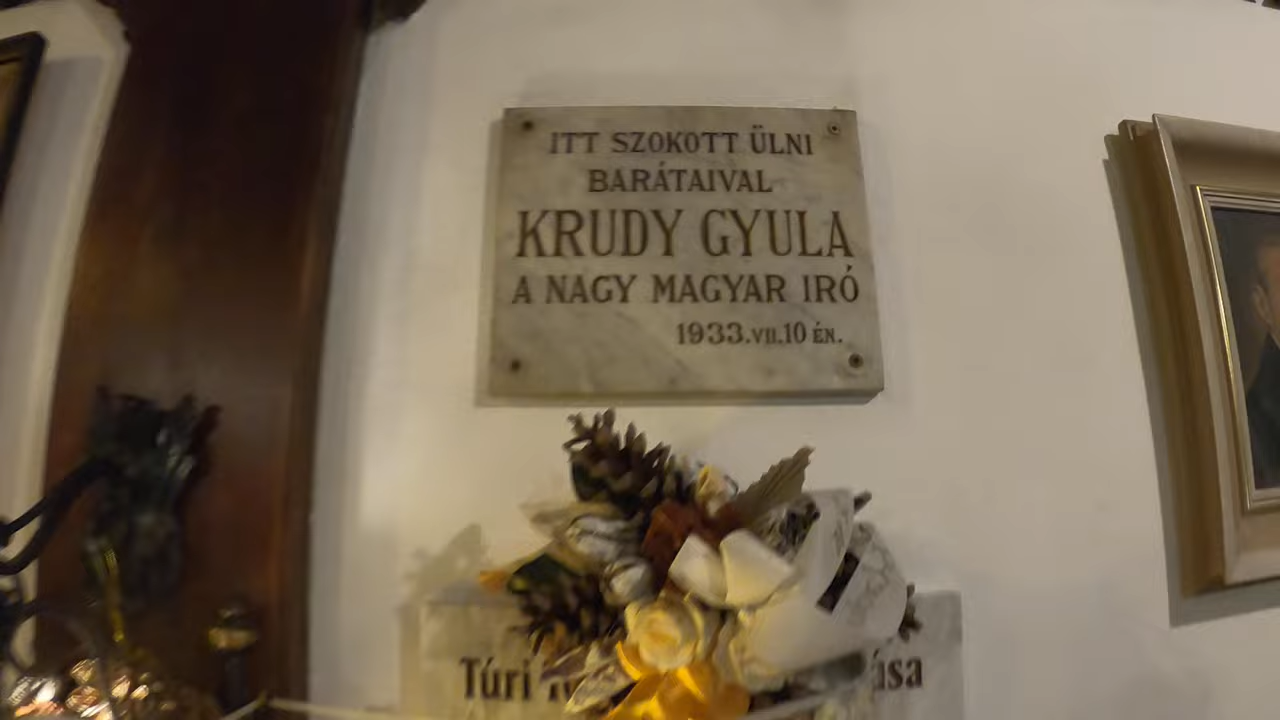 ITT SZOKOTT ÜLNI
BARÁTAIVAL
KRUDY GYULA
A NAGY MAGYAR IRÓ
1933.VII.10 ÉN.
Túri